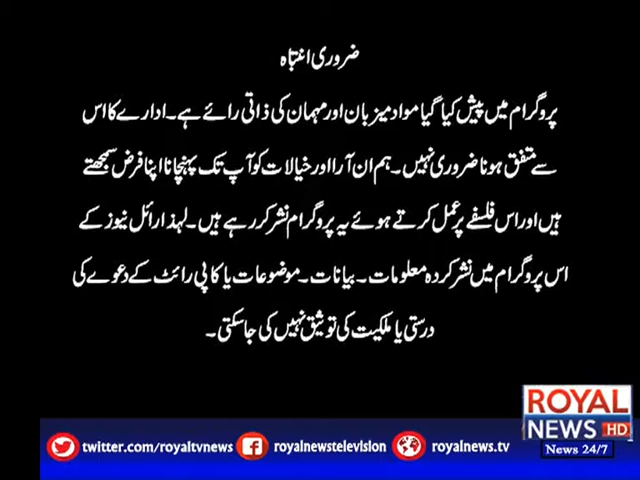 ضروری انتباہ
پروگرام میں پیش کیا گیا مواد میزبان اور مہمان کی ذاتی رائے ہے۔ ادارے کا اس
سے متفق ہونا ضروری نہیں۔ ہم ان آرا اور خیالات کو آپ تک پہنچانا اپنا فرض سمجھتے
ہیں اور اس فلسفے پر عمل کرتے ہوئے یہ پروگرام نشر کر رہے ہیں۔ لہذا رائل نیوز کے
اس پروگرام میں نشر کردہ معلومات۔ بیانات۔ موضوعات یا کاپی رائٹ کے دعوے کی
درستی یا ملکیت کی توثیق نہیں کی جاسکتی۔
ROYAL
NEWS HD
News 24/7
twitter.com/royaltvnews
royalnewstelevision
royalnews.tv